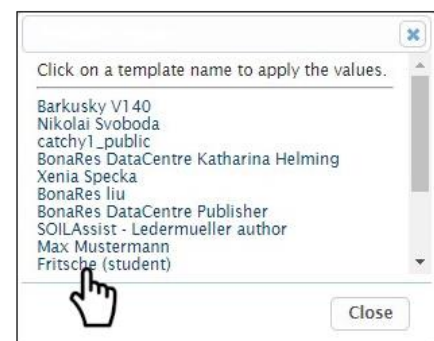 Click on a template name to apply the values.
Barkusky V140
Nikolai Svoboda
catchy1_public
BonaRes DataCentre Katharina Helming
Xenia Specka
BonaRes liu
BonaRes DataCentre Publisher
SOILAssist - Ledermueller author
Max Mustermann
Fritsche (student)
Close